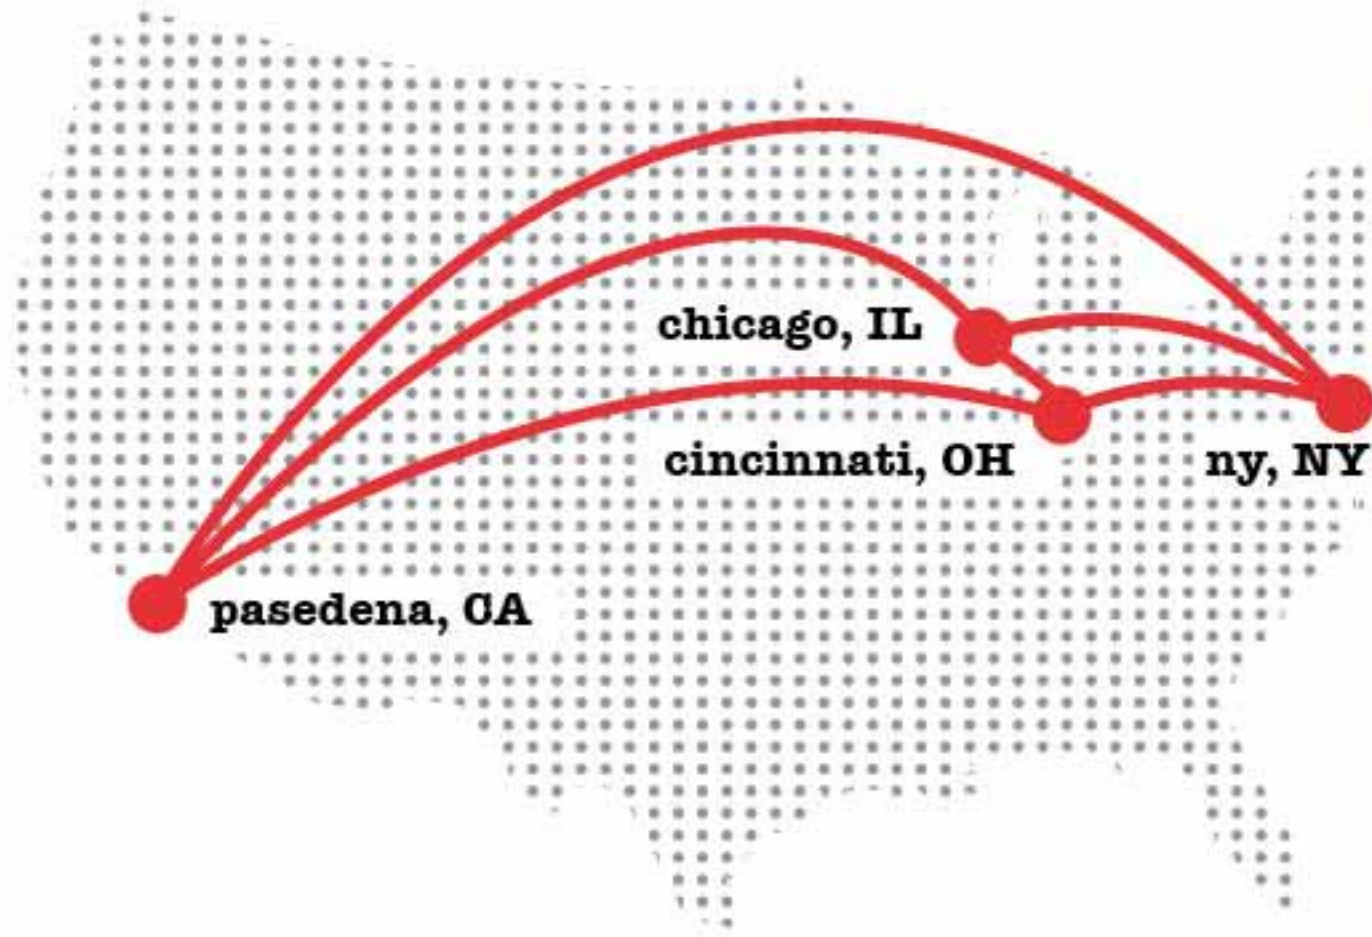 chicago, IL
cincinnati, OH
ny, NY
pasedena, CA